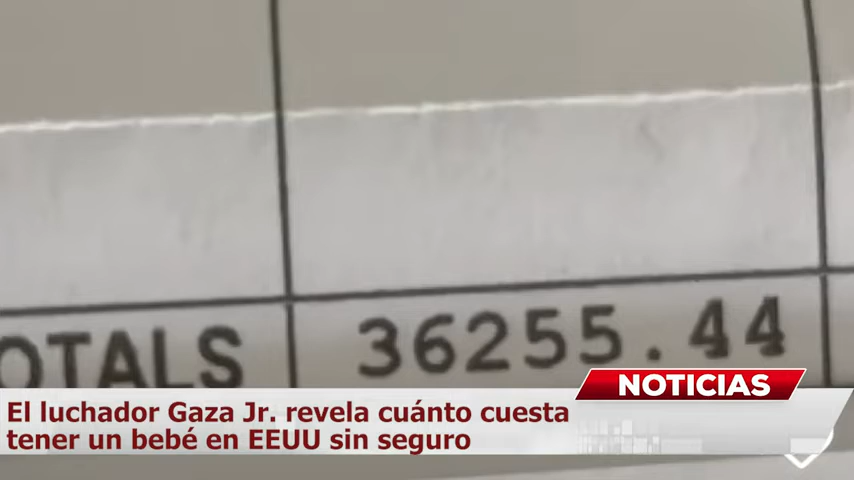 OTALS 36255.44
NOTICIAS
El luchador Gaza Jr. revela cuánto cuesta
tener un bebé en EEUU sin seguro